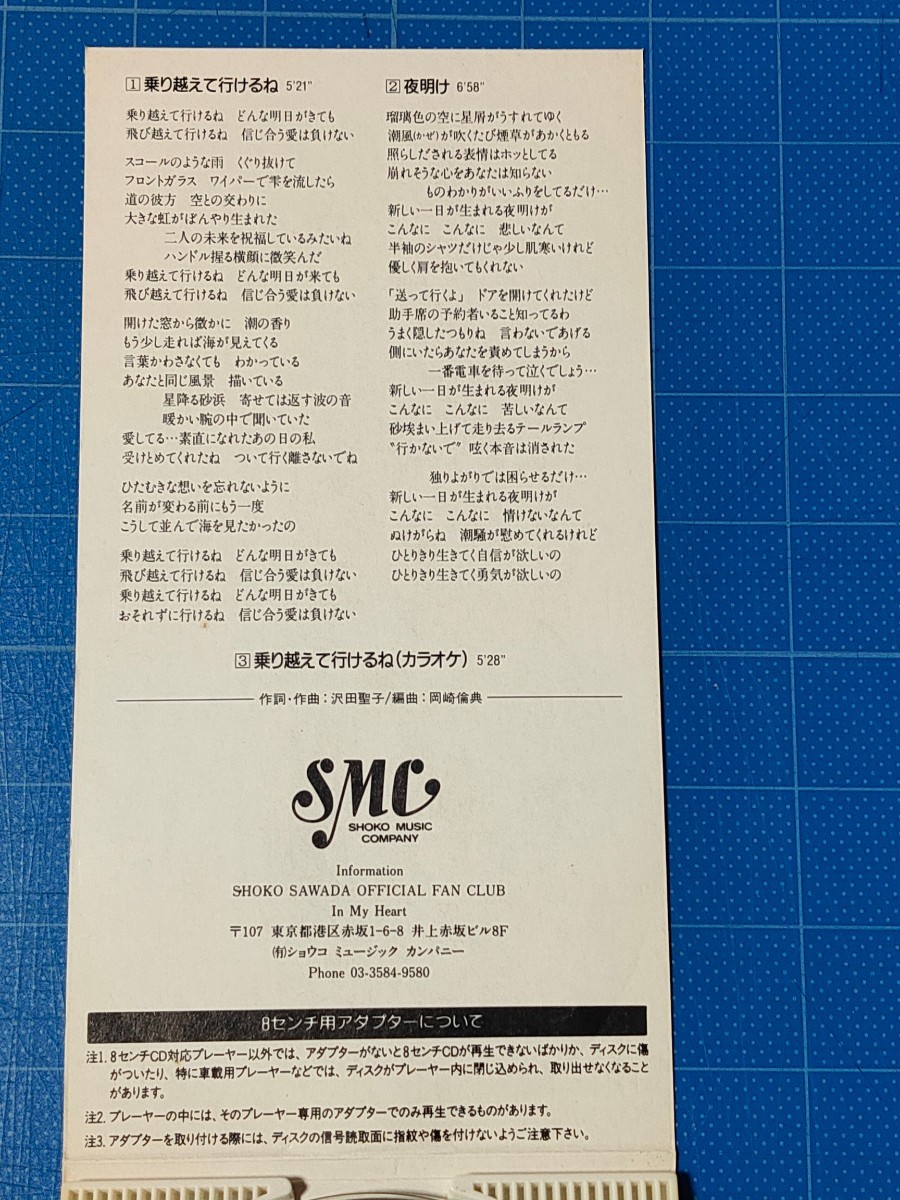 1 乗り越えて行けるね 5'21"
乗り越えて行けるね　どんな明日がきても
飛び越えて行けるね　信じ合う愛は負けない
スコールのような雨　くぐり抜けて
フロントガラス　ワイパーで雫を流したら
道の彼方　空との交わりに
大きな虹がぼんやり生まれた
二人の未来を祝福しているみたいね
ハンドル握る横顔に微笑んだ
乗り越えて行けるね　どんな明日が来ても
飛び越えて行けるね　信じ合う愛は負けない
開けた窓から微かに　潮の香り
もう少し走れば海が見えてくる
言葉かわさなくても　わかっている
あなたと同じ風景　描いている
星降る砂浜　寄せては返す波の音
暖かい腕の中で聞いていた
愛してる…素直になれたあの日の私
受けとめてくれたね　ついて行く離さないでね
ひたむきな想いを忘れないように
名前が変わる前にもう一度
こうして並んで海を見たかったの
乗り越えて行けるね　どんな明日がきても
飛び越えて行けるね　信じ合う愛は負けない
乗り越えて行けるね　どんな明日がきても
おそれずに行けるね　信じ合う愛は負けない
2 夜明け 6'58"
瑠璃色の空に星屑がうすれてゆく
潮風(かぜ)が吹くたび煙草があかくともる
照らしだされる表情はホッとしてる
崩れそうな心をあなたは知らない
ものわかりがいいふりをしてるだけ…
新しい一日が生まれる夜明けが
こんなに　こんなに　悲しいなんて
半袖のシャツだけじゃ少し肌寒いけれど
優しく肩を抱いてもくれない
「送って行くよ」　ドアを開けてくれたけど
助手席の予約者いること知ってるわ
うまく隠したつもりね　言わないであげる
側にいたらあなたを責めてしまうから
一番電車を待って泣くでしょう…
新しい一日が生まれる夜明けが
こんなに　こんなに　苦しいなんて
砂埃まい上げて走り去るテールランプ
"行かないで" 呟く本音は消された
独りよがりでは困らせるだけ…
新しい一日が生まれる夜明けが
こんなに　こんなに　情けないなんて
ぬけがらね　潮騒が慰めてくれるけれど
ひとりきり生きてく自信が欲しいの
ひとりきり生きてく勇気が欲しいの
3 乗り越えて行けるね(カラオケ) 5'28"
作詞・作曲：沢田聖子/編曲：岡崎倫典
SMC
SHOKO MUSIC
COMPANY
Information
SHOKO SAWADA OFFICIAL FAN CLUB
In My Heart
〒107 東京都港区赤坂1-6-8 井上赤坂ビル8F
(有)ショウコ ミュージック カンパニー
Phone 03-3584-9580
8センチ用アダプターについて
注1. 8センチCD対応プレーヤー以外では、アダプターがないと8センチCDが再生できないばかりか、ディスクに傷
がついたり、特に車載用プレーヤーなどでは、ディスクがプレーヤー内に閉じ込められ、取り出せなくなること
があります。
注2. プレーヤーの中には、そのプレーヤー専用のアダプターでのみ再生できるものがあります。
注3. アダプターを取り付ける際には、ディスクの信号読取面に指紋や傷を付けないようご注意下さい。